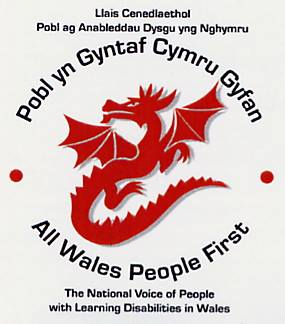 Llais Cenedlaethol
Pobl ag Anableddau Dysgu yng Nghymru
Pobl yn Gyntaf Cymru Gyfan
All Wales People First
The National Voice of People
with Learning Disabilities in Wales